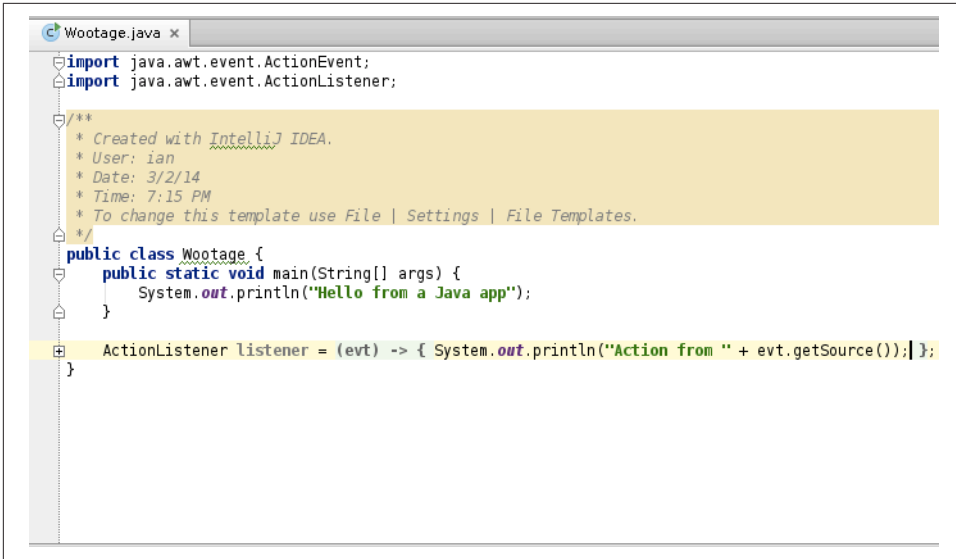 Wootage.java ×
import java.awt.event.ActionEvent;
import java.awt.event.ActionListener;
/**
* Created with IntelliJ IDEA.
* User: ian
* Date: 3/2/14
* Time: 7:15 PM
* To change this template use File | Settings | File Templates.
*/
public class Wootage {
public static void main(String[] args) {
System.out.println("Hello from a Java app");
}
ActionListener listener = (evt) -> { System.out.println("Action from " + evt.getSource()); };
}